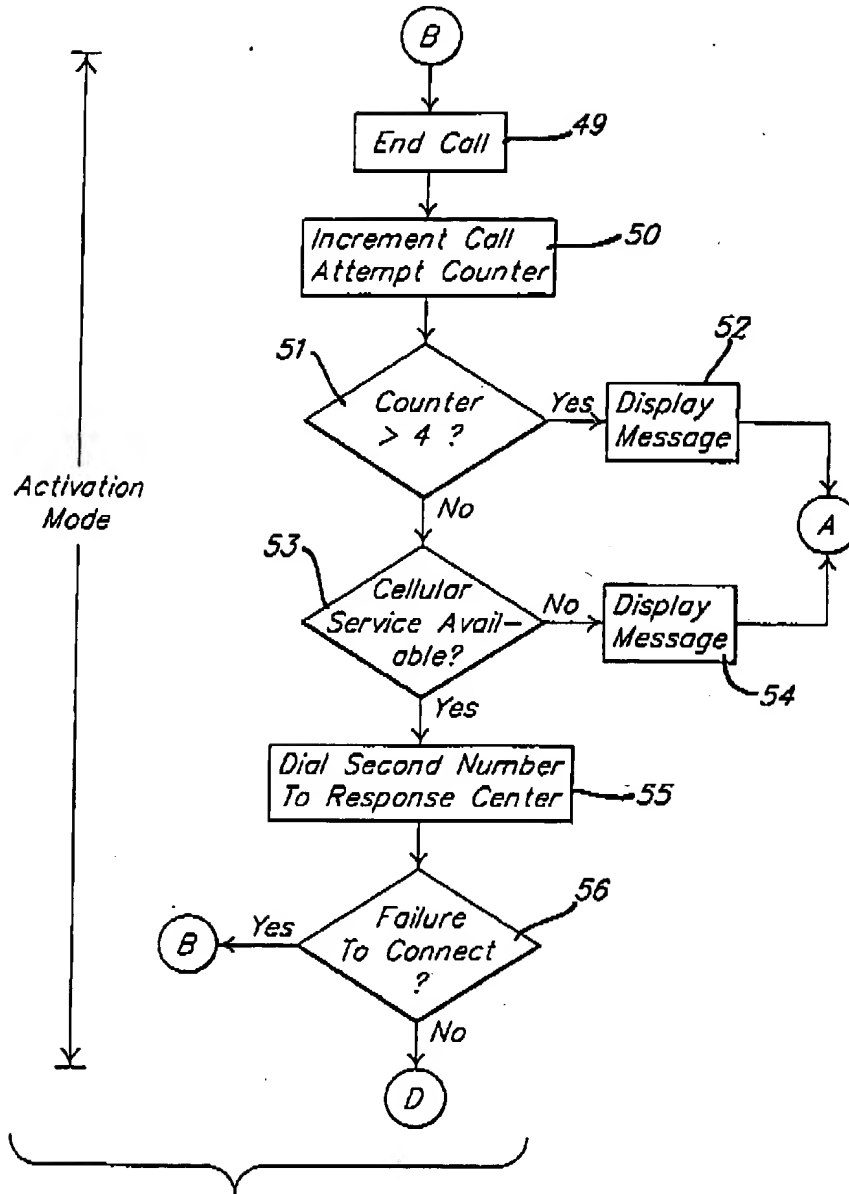 B
End Call
49
Increment Call
Attempt Counter
50
51
Counter
> 4 ?
Yes
Display
Message
52
No
A
Activation
Mode
53
Cellular
Service Avail-
able?
No
Display
Message
54
Yes
Dial Second Number
To Response Center
55
Failure
To Connect
?
56
Yes
B
No
D